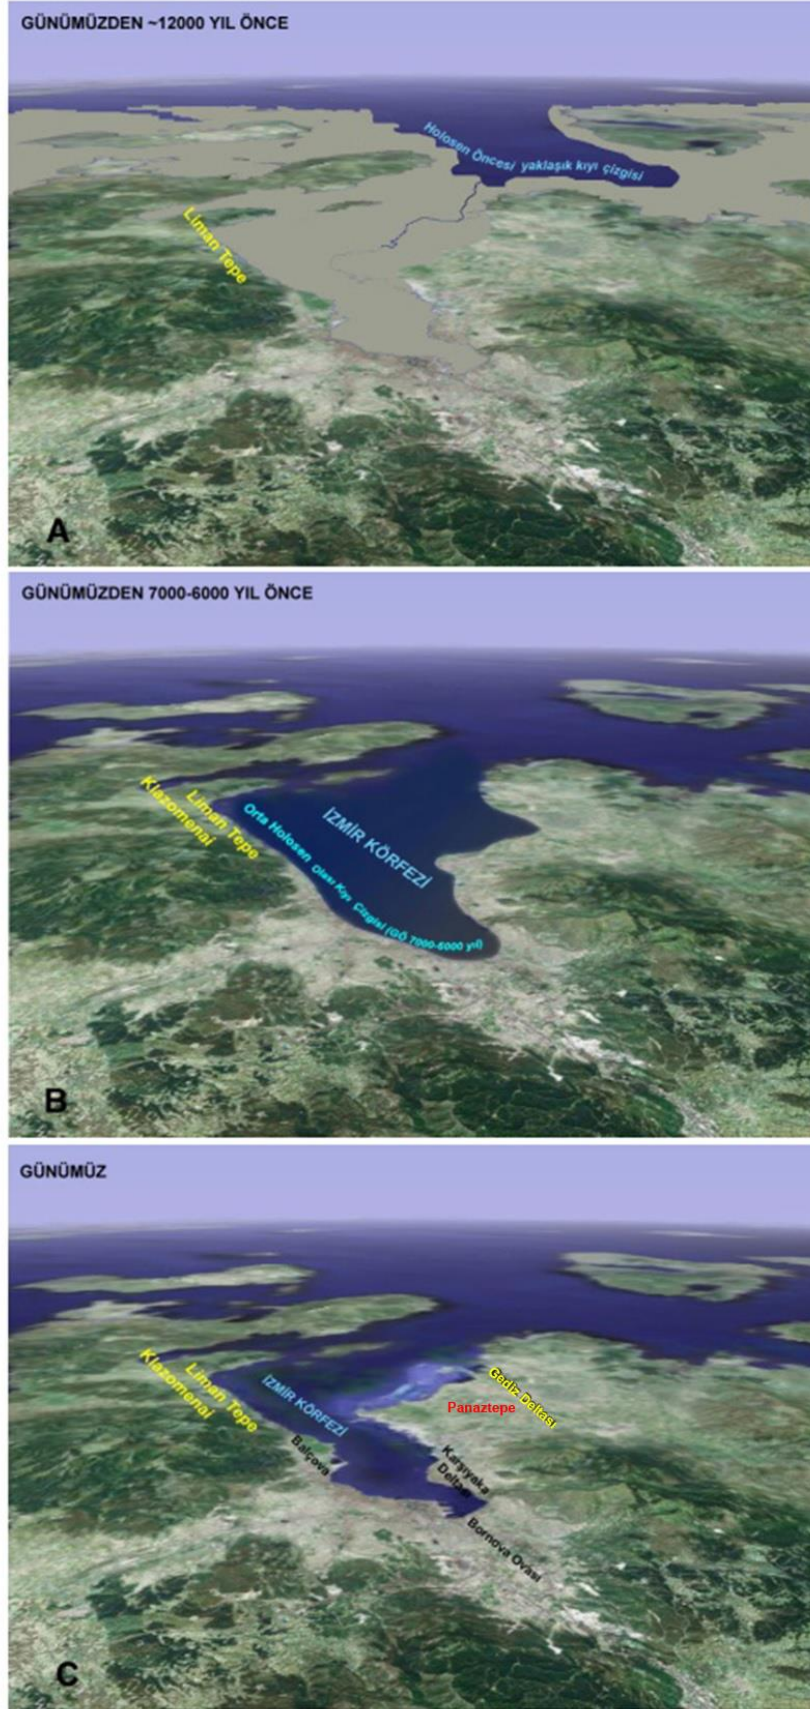 GÜNÜMÜZDEN ~12000 YIL ÖNCE
Holosen Öncesi yaklaşık kıyı çizgisi
Liman Tepe
A
GÜNÜMÜZDEN 7000-6000 YIL ÖNCE
Liman Tepe
Klazomenai
İZMİR KÖRFEZİ
Orta Holosen Olası Kıyı Çizgisi (GÖ 7000-6000 yıl)
B
GÜNÜMÜZ
Liman Tepe
Klazomenai
İZMİR KÖRFEZİ
Gediz Deltası
Panaztepe
Balçova
Karşıyaka
Deltası
Bornova Ovası
C